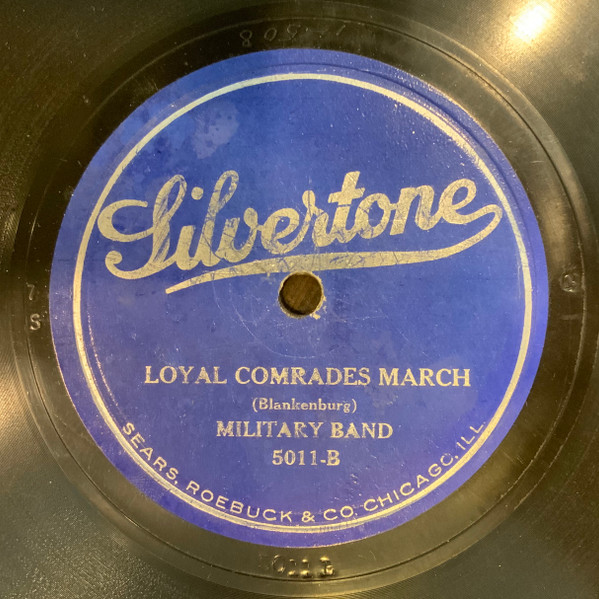 Silvertone
LOYAL COMRADES MARCH
(Blankenburg)
MILITARY BAND
5011-B
SEARS, ROEBUCK & CO. CHICAGO, ILL.